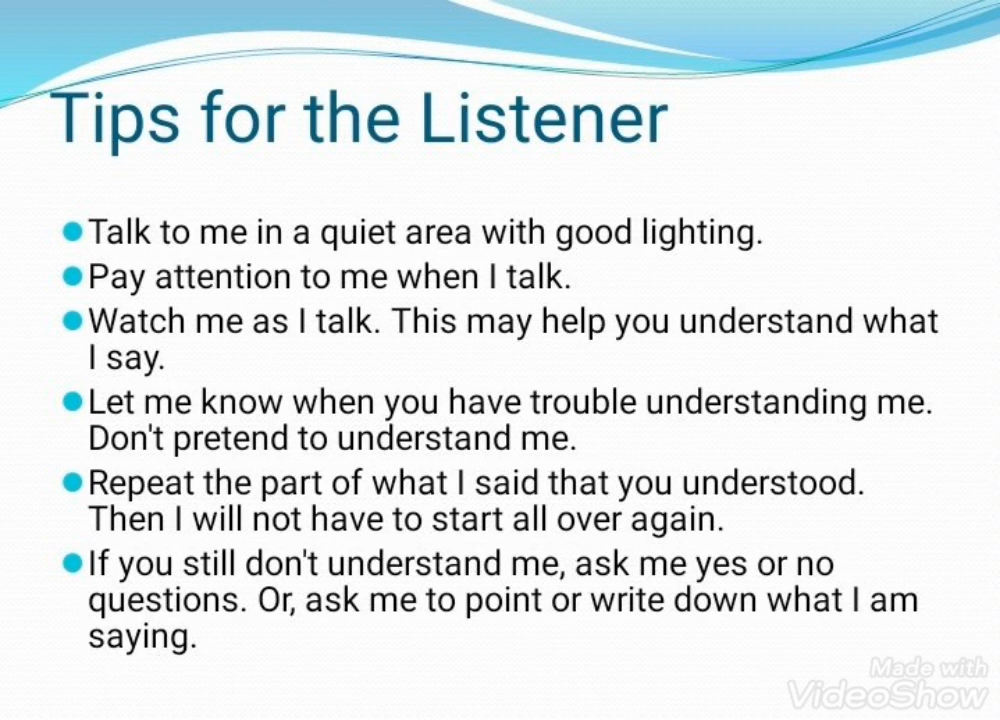 Tips for the Listener
Talk to me in a quiet area with good lighting.
Pay attention to me when I talk.
Watch me as I talk. This may help you understand what
I say.
Let me know when you have trouble understanding me.
Don't pretend to understand me.
Repeat the part of what I said that you understood.
Then I will not have to start all over again.
If you still don't understand me, ask me yes or no
questions. Or, ask me to point or write down what I am
saying.
Made with
VideoShow